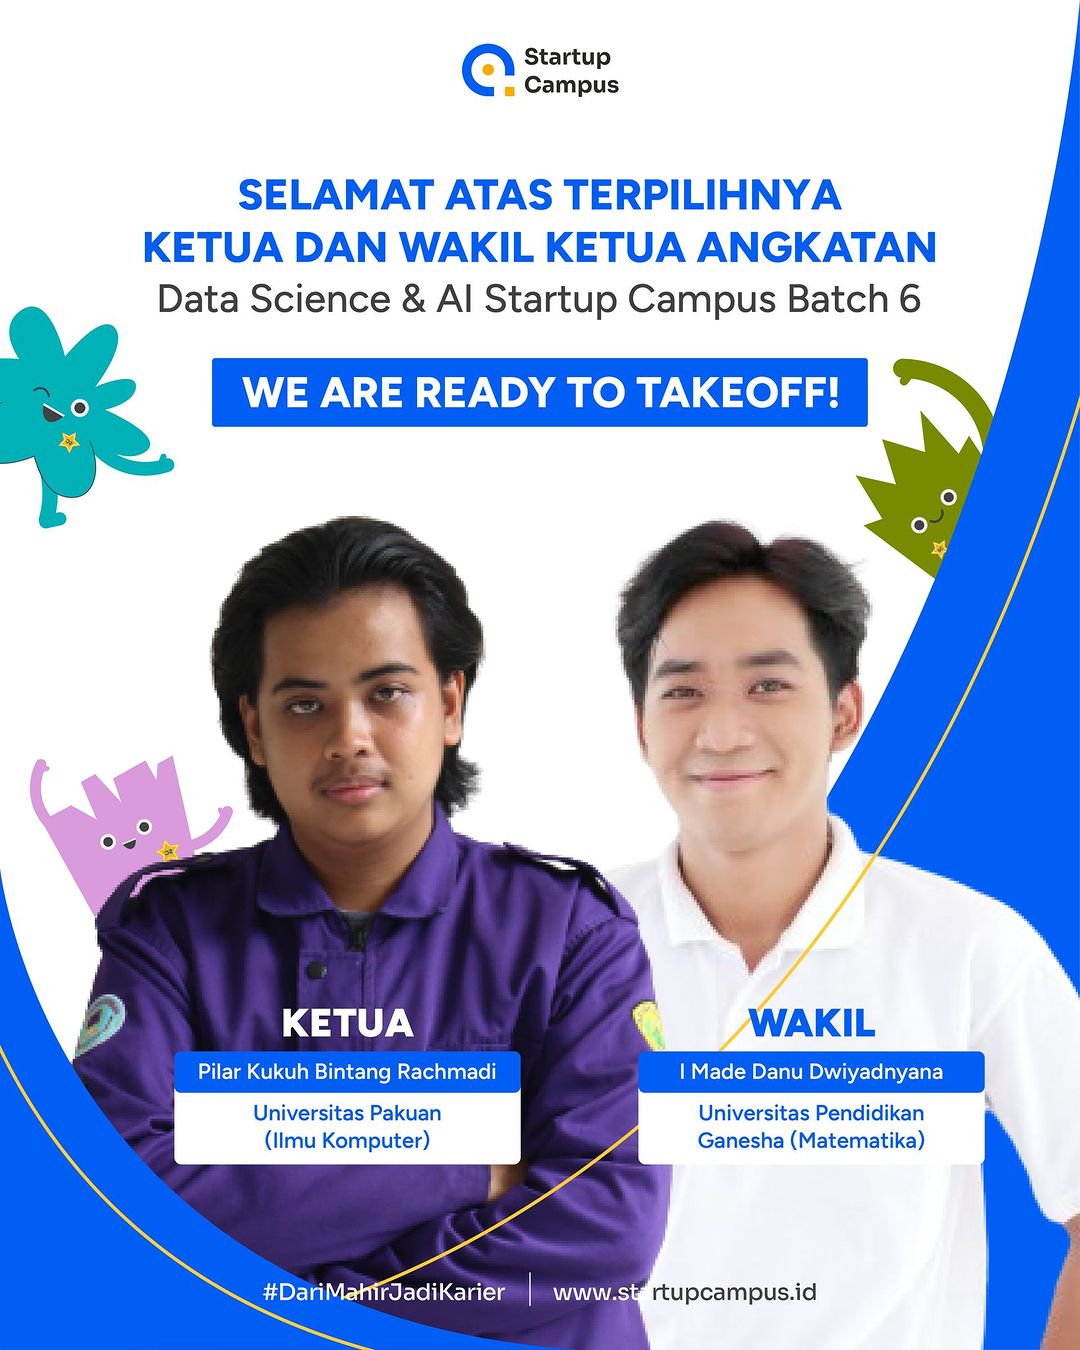 Startup
Campus
SELAMAT ATAS TERPILIHNYA
KETUA DAN WAKIL KETUA ANGKATAN
Data Science & AI Startup Campus Batch 6
WE ARE READY TO TAKEOFF!
KETUA
Pilar Kukuh Bintang Rachmadi
Universitas Pakuan
(Ilmu Komputer)
WAKIL
I Made Danu Dwiyadnyana
Universitas Pendidikan
Ganesha (Matematika)
#DariMahirJadiKarier
www.startupcampus.id